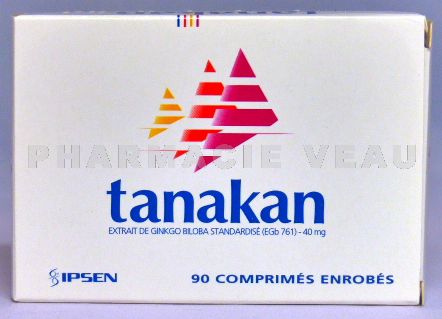 PHARMACIE VEAU
tanakan
EXTRAIT DE GINKGO BILOBA STANDARDISÉ (EGb 761) - 40 mg
IPSEN
90 COMPRIMÉS ENROBÉS